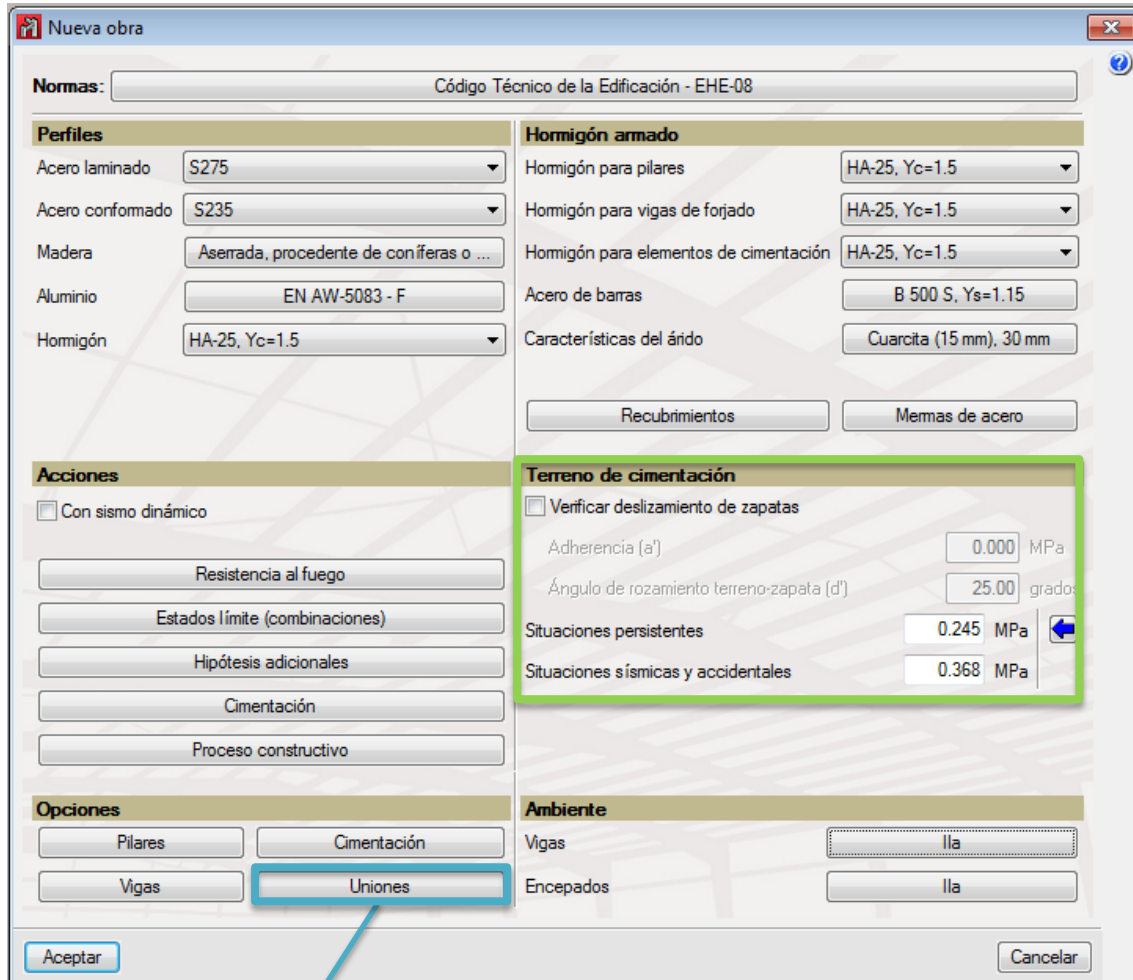 Nueva obra
Normas: Código Técnico de la Edificación - EHE-08
Perfiles
Acero laminado S275
Acero conformado S235
Madera Aserrada, procedente de coníferas o ...
Aluminio EN AW-5083 - F
Hormigón HA-25, Yc=1.5
Hormigón armado
Hormigón para pilares HA-25, Yc=1.5
Hormigón para vigas de forjado HA-25, Yc=1.5
Hormigón para elementos de cimentación HA-25, Yc=1.5
Acero de barras B 500 S, Ys=1.15
Características del árido Cuarcita (15 mm), 30 mm
Recubrimientos Mermas de acero
Acciones
Con sismo dinámico
Resistencia al fuego
Estados límite (combinaciones)
Hipótesis adicionales
Cimentación
Proceso constructivo
Terreno de cimentación
Verificar deslizamiento de zapatas
Adherencia (a') 0.000 MPa
Ángulo de rozamiento terreno-zapata (d') 25.00 grados
Situaciones persistentes 0.245 MPa
Situaciones sísmicas y accidentales 0.368 MPa
Opciones
Pilares Cimentación
Vigas Uniones
Ambiente
Vigas IIa
Encepados IIa
Aceptar Cancelar